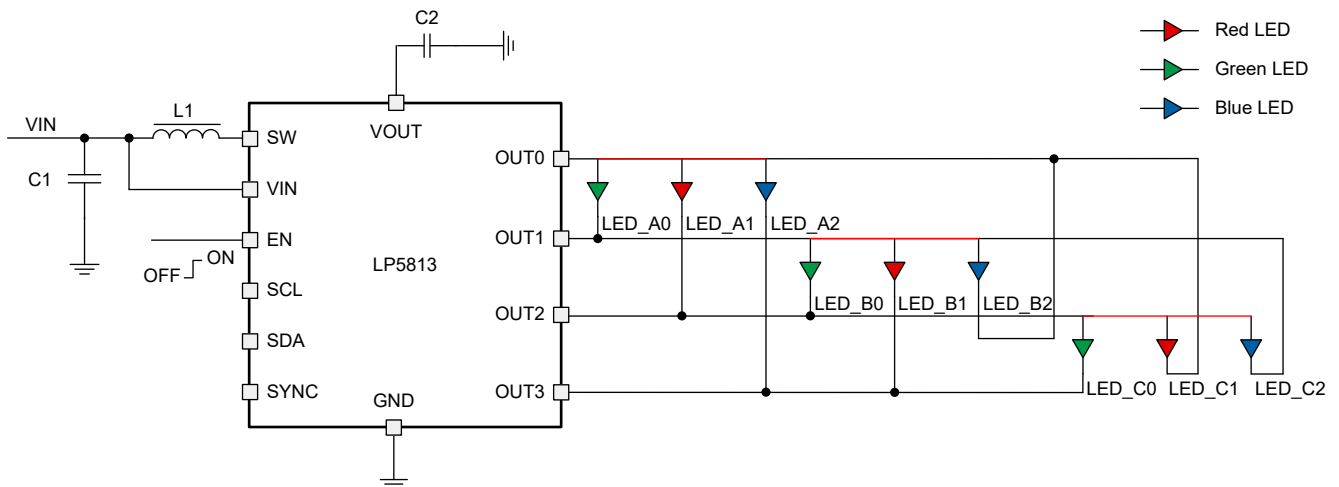 C2
Red LED
Green LED
Blue LED
L1
VIN
SW
VOUT
OUT0
C1
VIN
LED_A0
LED_A1
LED_A2
EN
OUT1
ON
OFF
LP5813
SCL
LED_B0
LED_B1
LED_B2
OUT2
SDA
SYNC
GND
OUT3
LED_C0
LED_C1
LED_C2